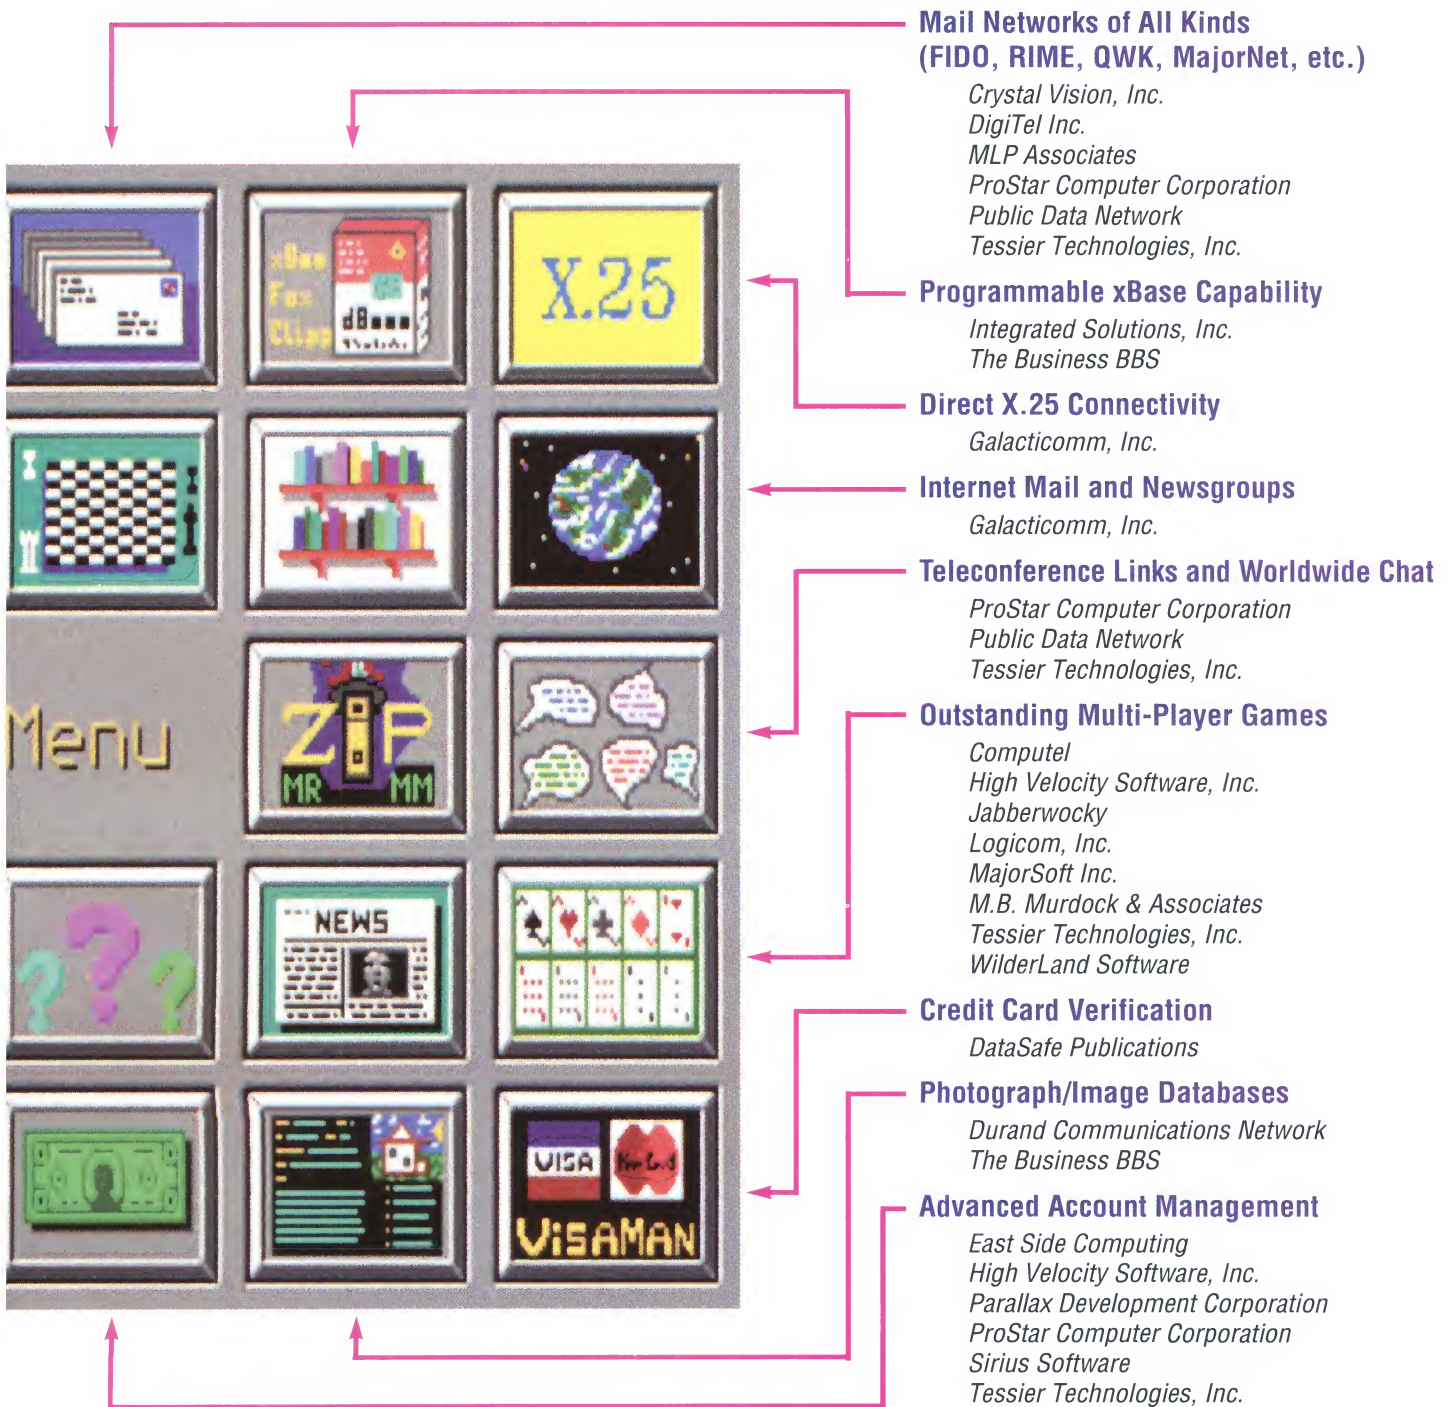 Mail Networks of All Kinds
(FIDO, RIME, QWK, MajorNet, etc.)
Crystal Vision, Inc.
DigiTel Inc.
MLP Associates
ProStar Computer Corporation
Public Data Network
Tessier Technologies, Inc.
Programmable xBase Capability
Integrated Solutions, Inc.
The Business BBS
Direct X.25 Connectivity
Galacticomm, Inc.
Internet Mail and Newsgroups
Galacticomm, Inc.
Teleconference Links and Worldwide Chat
ProStar Computer Corporation
Public Data Network
Tessier Technologies, Inc.
Outstanding Multi-Player Games
Computel
High Velocity Software, Inc.
Jabberwocky
Logicom, Inc.
MajorSoft Inc.
M.B. Murdock & Associates
Tessier Technologies, Inc.
WilderLand Software
Credit Card Verification
DataSafe Publications
Photograph/Image Databases
Durand Communications Network
The Business BBS
Advanced Account Management
East Side Computing
High Velocity Software, Inc.
Parallax Development Corporation
ProStar Computer Corporation
Sirius Software
Tessier Technologies, Inc.
xBase
Fox
Clipp
dBase
X.25
Menu
ZIP
MR MM
? ? ?
NEWS
VISA
VISAMAN